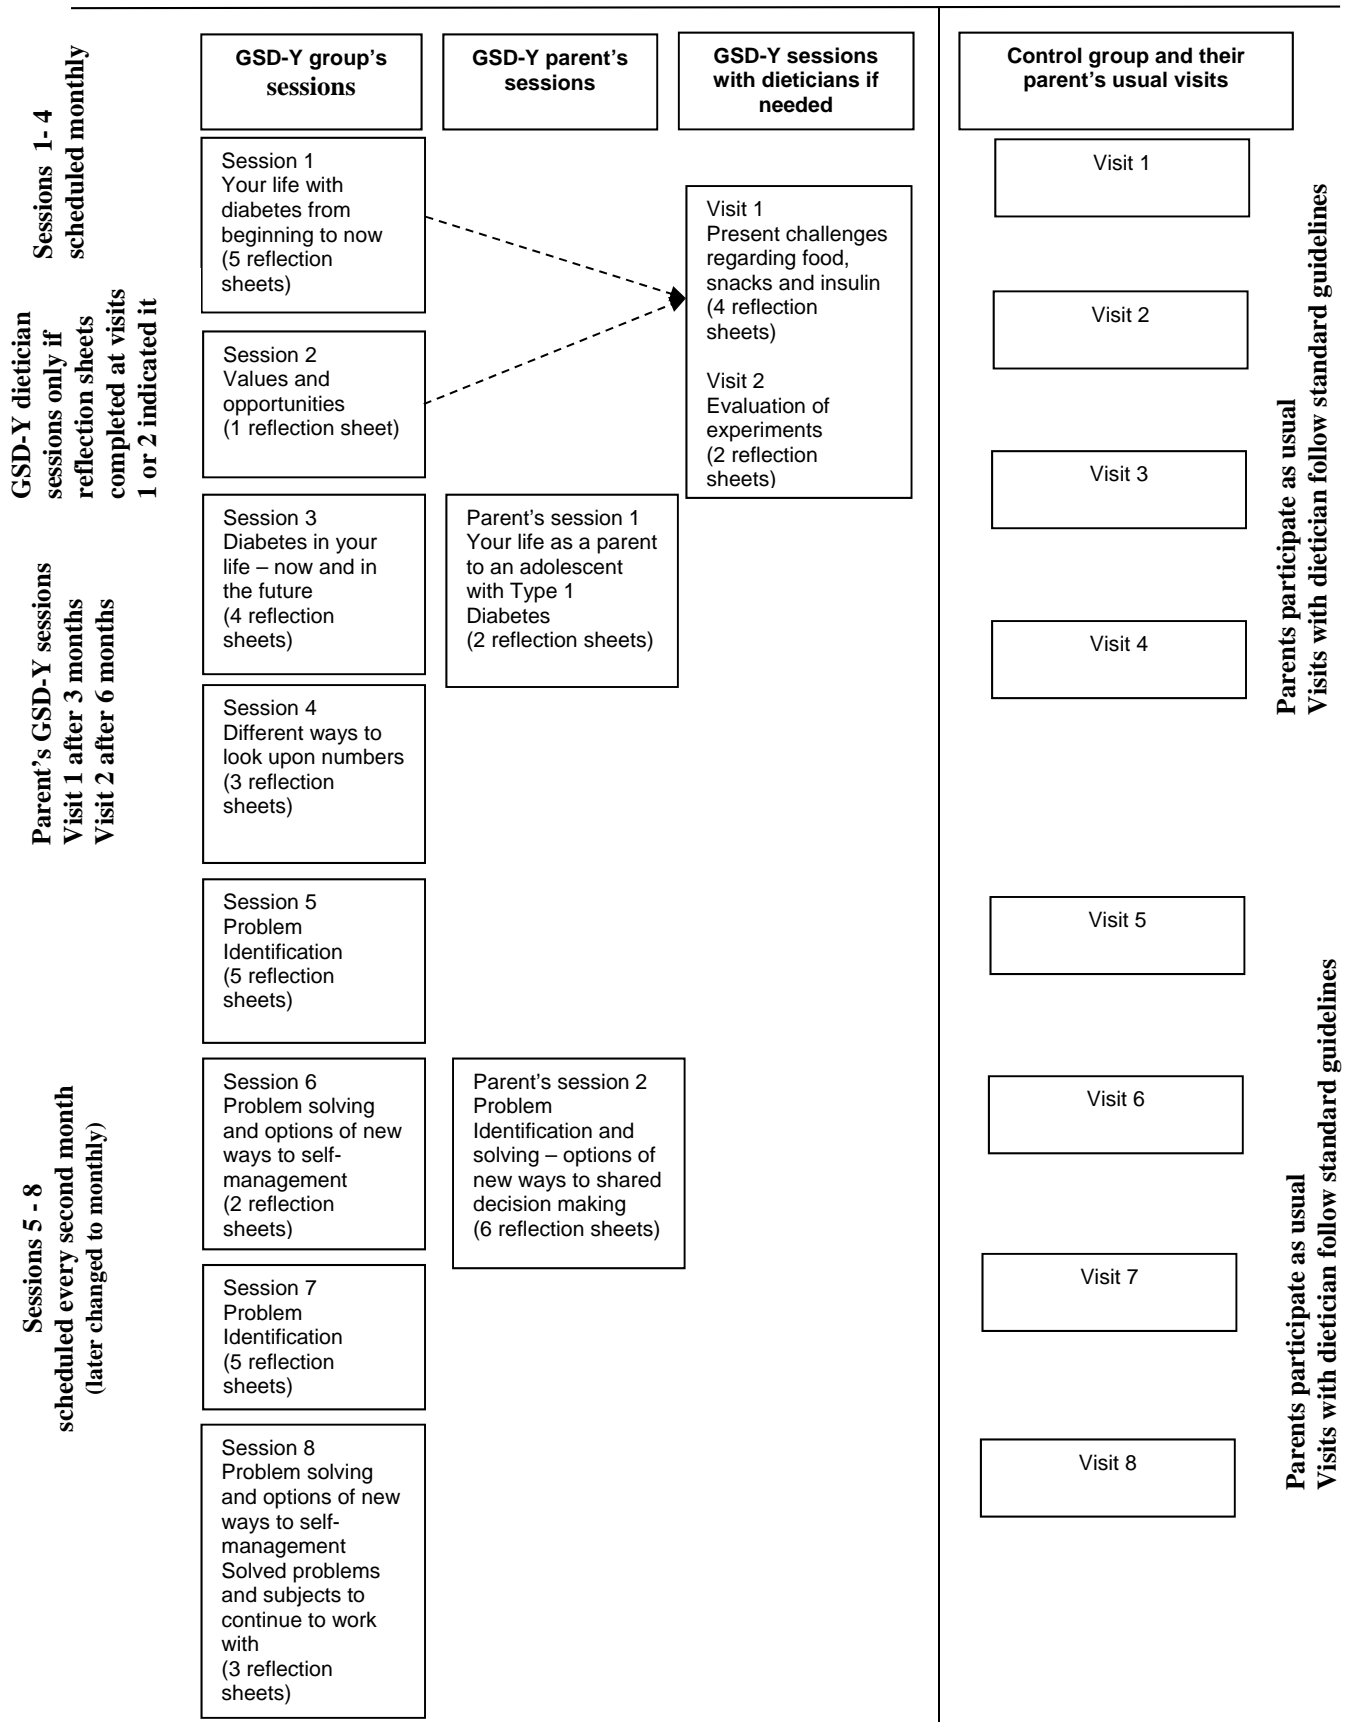 GSD-Y group's
sessions
GSD-Y parent's
sessions
GSD-Y sessions
with dieticians if
needed
Control group and their
parent's usual visits
Sessions  1- 4
scheduled monthly
GSD-Y dietician
sessions only if
reflection sheets
completed at visits
1 or 2 indicated it
Parent's GSD-Y sessions
Visit 1 after 3 months
Visit 2 after 6 months
Sessions 5 - 8
scheduled every second month
(later changed to monthly)
Session 1
Your life with
diabetes from
beginning to now
(5 reflection
sheets)
Session 2
Values and
opportunities
(1 reflection sheet)
Session 3
Diabetes in your
life – now and in
the future
(4 reflection
sheets)
Session 4
Different ways to
look upon numbers
(3 reflection
sheets)
Session 5
Problem
Identification
(5 reflection
sheets)
Session 6
Problem solving
and options of new
ways to self-
management
(2 reflection
sheets)
Session 7
Problem
Identification
(5 reflection
sheets)
Session 8
Problem solving
and options of new
ways to self-
management
Solved problems
and subjects to
continue to work
with
(3 reflection
sheets)
Parent's session 1
Your life as a parent
to an adolescent
with Type 1
Diabetes
(2 reflection sheets)
Parent's session 2
Problem
Identification and
solving – options of
new ways to shared
decision making
(6 reflection sheets)
Visit 1
Present challenges
regarding food,
snacks and insulin
(4 reflection
sheets)
Visit 2
Evaluation of
experiments
(2 reflection
sheets)
Visit 1
Visit 2
Visit 3
Visit 4
Visit 5
Visit 6
Visit 7
Visit 8
Parents participate as usual
Visits with dietician follow standard guidelines
Parents participate as usual
Visits with dietician follow standard guidelines